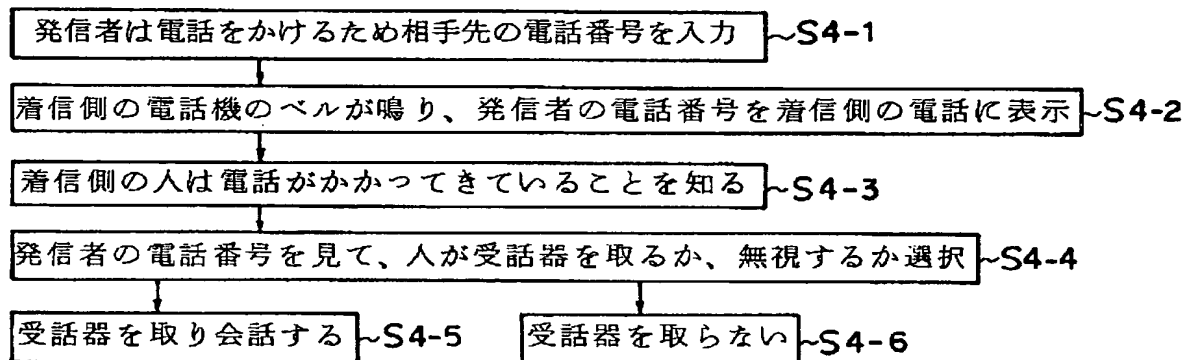 発信者は電話をかけるため相手先の電話番号を入力 ~S4-1
着信側の電話機のベルが鳴り、発信者の電話番号を着信側の電話に表示 ~S4-2
着信側の人は電話がかかってきていることを知る ~S4-3
発信者の電話番号を見て、人が受話器を取るか、無視するか選択 ~S4-4
受話器を取り会話する ~S4-5
受話器を取らない ~S4-6